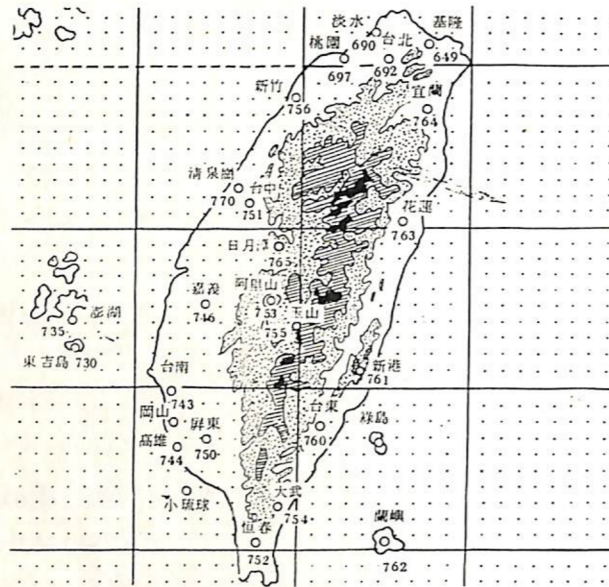 淡水
桃園
690
台北
基隆
697
692
649
新竹
756
宜蘭
764
清泉崗
770
台中
751
花蓮
763
日月潭
765
嘉義
746
阿里山
753
玉山
755
澎湖
735
東吉島 730
新港
761
台南
743
岡山
屏東
750
高雄
744
台東
760
綠島
小琉球
大武
754
恒春
752
蘭嶼
762